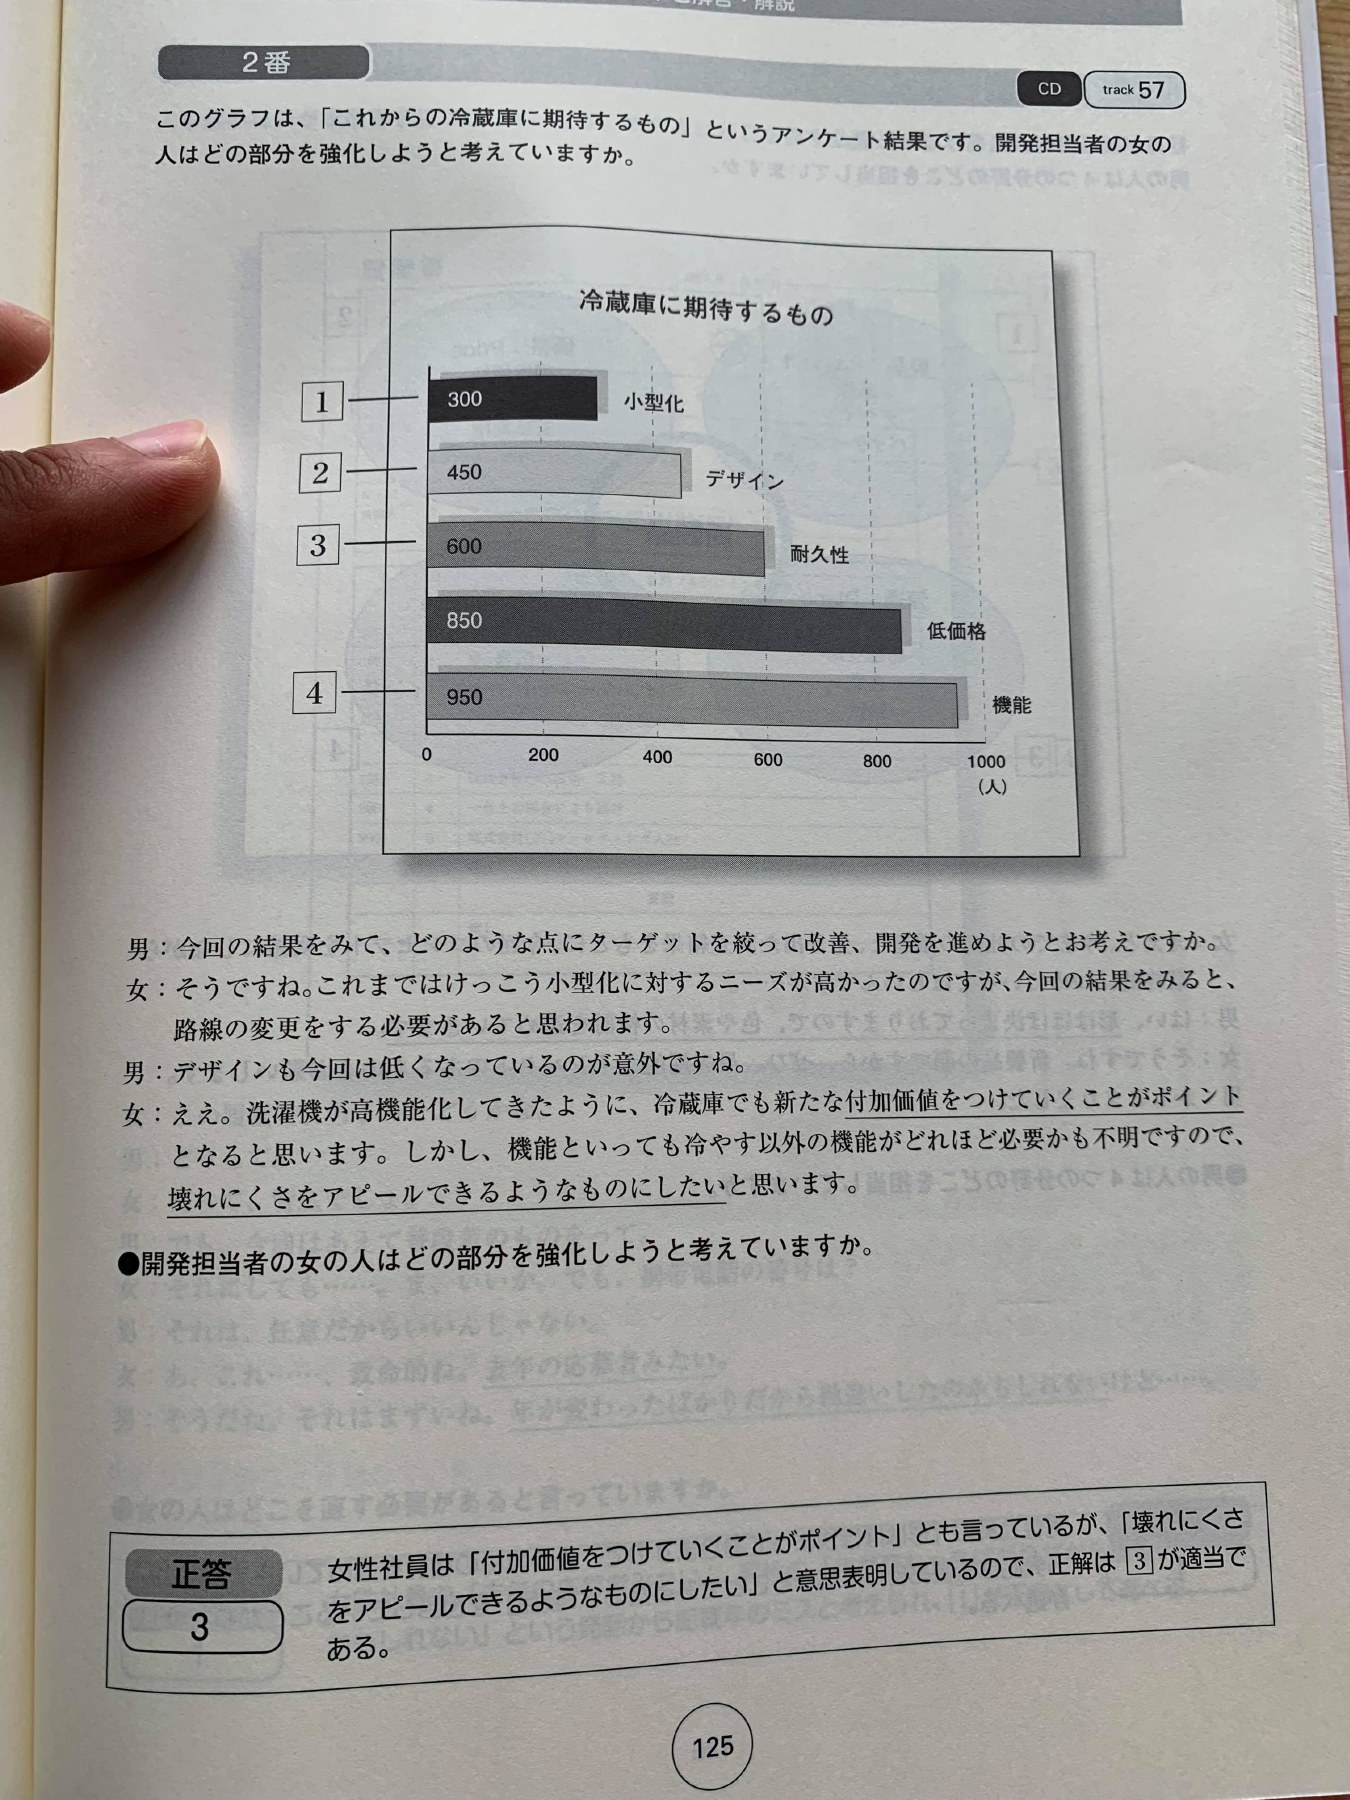 解答・解説
2番
CD track 57
このグラフは、「これからの冷蔵庫に期待するもの」というアンケート結果です。開発担当者の女の
人はどの部分を強化しようと考えていますか。
冷蔵庫に期待するもの
1 300 小型化
2 450 デザイン
3 600 耐久性
850 低価格
4 950 機能
0 200 400 600 800 1000
(人)
男：今回の結果をみて、どのような点にターゲットを絞って改善、開発を進めようとお考えですか。
女：そうですね。これまではけっこう小型化に対するニーズが高かったのですが、今回の結果をみると、
路線の変更をする必要があると思われます。
男：デザインも今回は低くなっているのが意外ですね。
女：ええ。洗濯機が高機能化してきたように、冷蔵庫でも新たな付加価値をつけていくことがポイント
となると思います。しかし、機能といっても冷やす以外の機能がどれほど必要かも不明ですので、
壊れにくさをアピールできるようなものにしたいと思います。
●開発担当者の女の人はどの部分を強化しようと考えていますか。
正答
3
女性社員は「付加価値をつけていくことがポイント」とも言っているが、「壊れにくさ
をアピールできるようなものにしたい」と意思表明しているので、正解は 3 が適当で
ある。
125